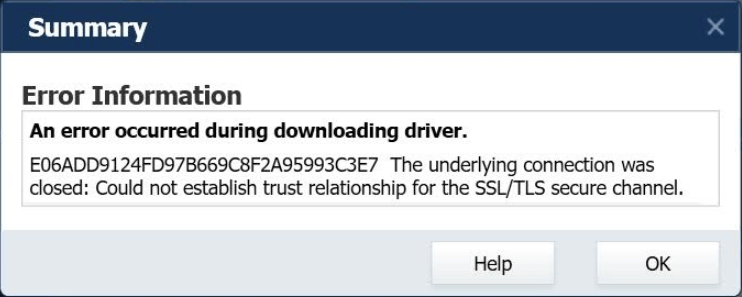 Summary
Error Information
An error occurred during downloading driver.
E06ADD9124FD97B669C8F2A95993C3E7 The underlying connection was
closed: Could not establish trust relationship for the SSL/TLS secure channel.
Help OK